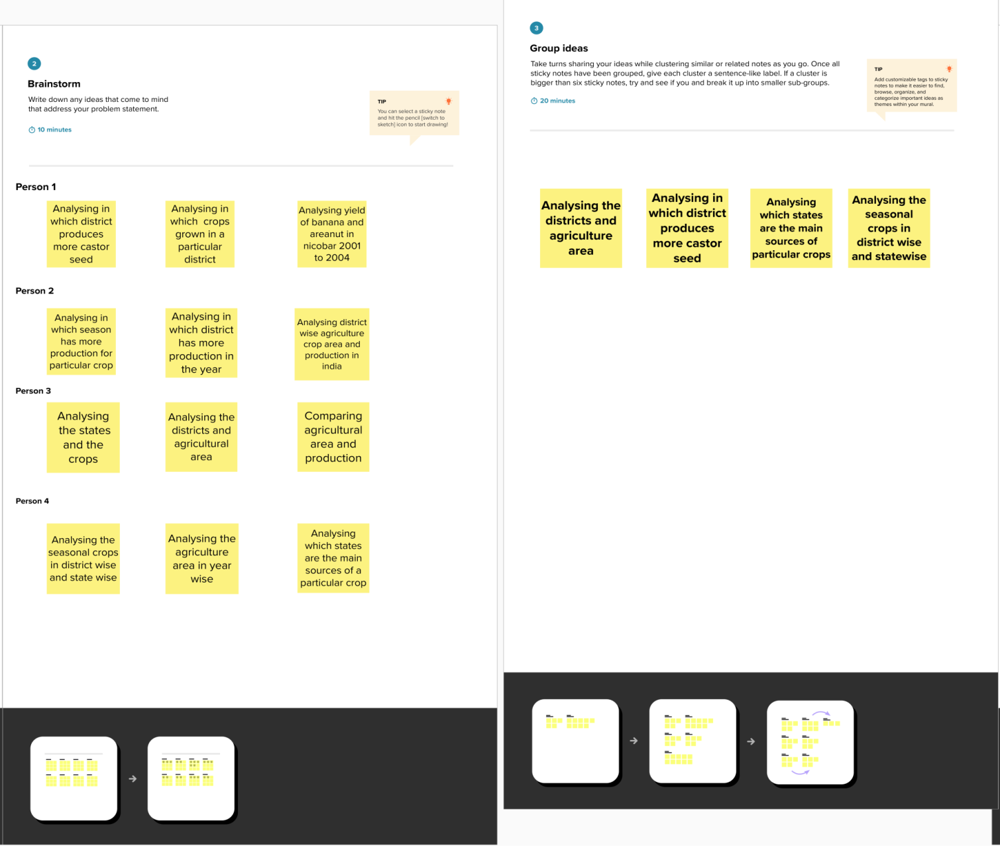 2
Brainstorm
Write down any ideas that come to mind
that address your problem statement.
10 minutes
TIP
You can select a sticky note
and hit the pencil [switch to
sketch] icon to start drawing!
Person 1
Analysing in
which district
produces
more castor
seed
Analysing in
which crops
grown in a
particular
district
Analysing yield
of banana and
areanut in
nicobar 2001
to 2004
Person 2
Analysing in
which season
has more
production for
particular crop
Analysing in
which district
has more
production in
the year
Analysing district
wise agriculture
crop area and
production in
india
Person 3
Analysing
the states
and the
crops
Analysing the
districts and
agricultural
area
Comparing
agricultural
area and
production
Person 4
Analysing the
seasonal crops
in district wise
and state wise
Analysing the
agriculture
area in year
wise
Analysing
which states
are the main
sources of a
particular crop
3
Group ideas
Take turns sharing your ideas while clustering similar or related notes as you go. Once all
sticky notes have been grouped, give each cluster a sentence-like label. If a cluster is
bigger than six sticky notes, try and see if you and break it up into smaller sub-groups.
20 minutes
TIP
Add customizable tags to sticky
notes to make it easier to find,
browse, organize, and
categorize important ideas as
themes within your mural.
Analysing the
districts and
agriculture
area
Analysing in
which district
produces
more castor
seed
Analysing
which states
are the main
sources of
particular crops
Analysing the
seasonal
crops in
district wise
and statewise